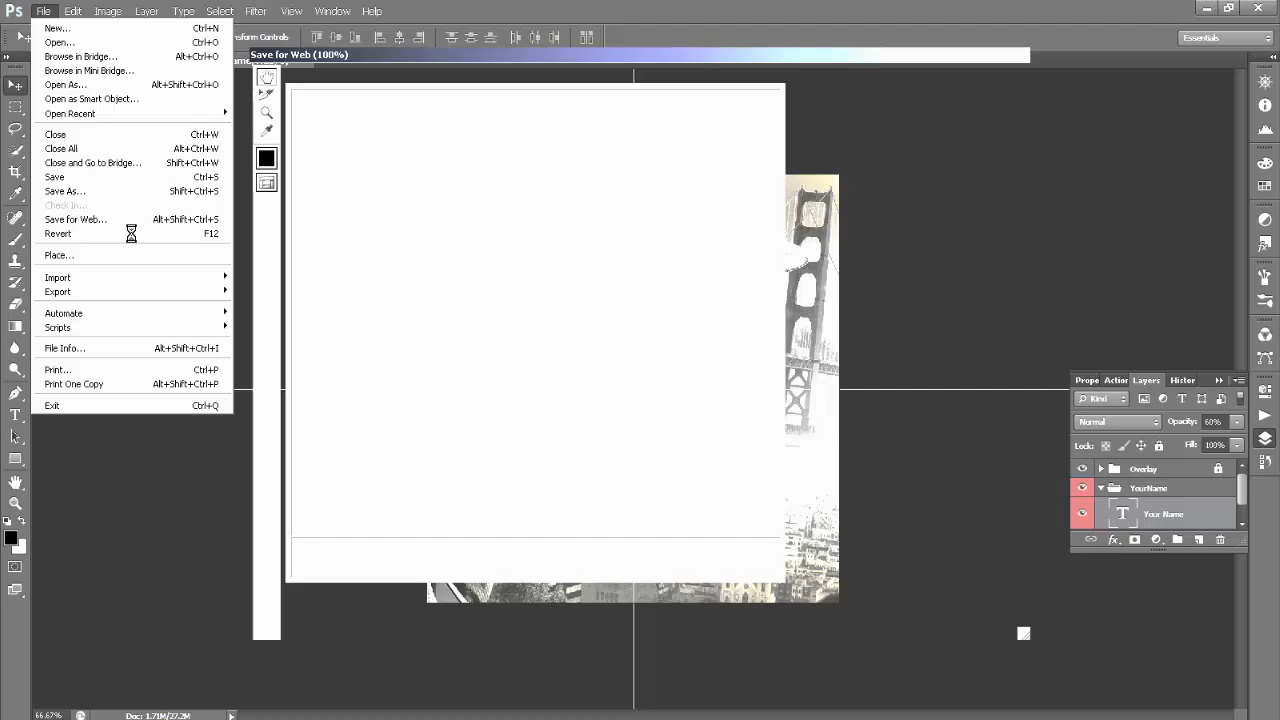 Ps File Edit Image Layer Type Select Filter View Window Help
Controls
Essentials
Save for Web (100%)
New... Ctrl+N
Open... Ctrl+O
Browse in Bridge... Alt+Ctrl+O
Browse in Mini Bridge...
Open As... Alt+Shift+Ctrl+O
Open as Smart Object...
Open Recent
Close Ctrl+W
Close All Alt+Ctrl+W
Close and Go to Bridge... Shift+Ctrl+W
Save Ctrl+S
Save As... Shift+Ctrl+S
Check In...
Save for Web... Alt+Shift+Ctrl+S
Revert F12
Place...
Import
Export
Automate
Scripts
File Info... Alt+Shift+Ctrl+I
Print... Ctrl+P
Print One Copy Alt+Shift+Ctrl+P
Exit Ctrl+Q
Prope Action Layers Histor
Kind
Normal Opacity: 60%
Lock: Fill: 100%
Overlay
YourName
T Your Name
66.67% Doc: 1.71M/27.2M